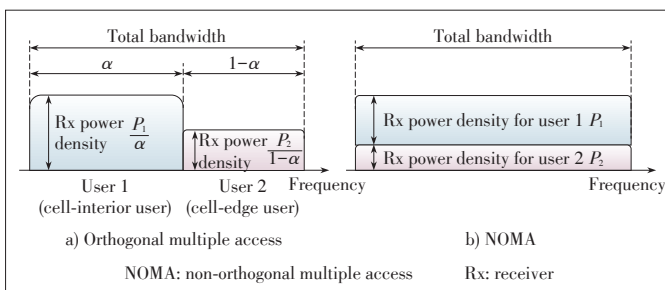 Total bandwidth
α
1-α
Rx power density P₁/α
Rx power density P₂/1-α
User 1
(cell-interior user)
User 2
(cell-edge user)
Frequency
a) Orthogonal multiple access
Total bandwidth
Rx power density for user 1 P₁
Rx power density for user 2 P₂
Frequency
b) NOMA
NOMA: non-orthogonal multiple access
Rx: receiver